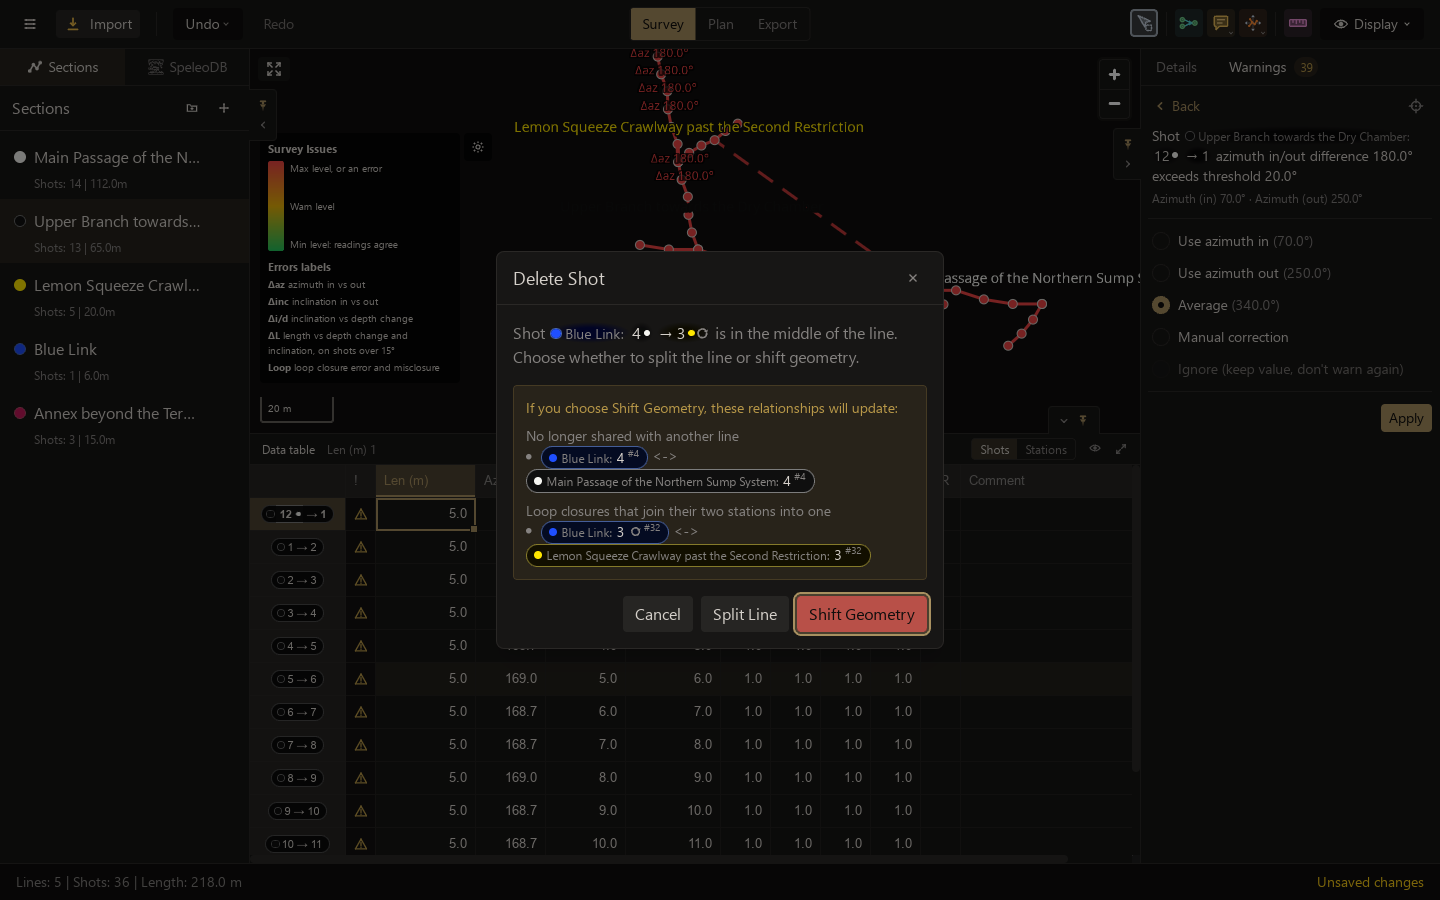 Import
Undo
Redo
Survey
Plan
Export
Display
Sections
SpeleoDB
Sections
Main Passage of the N...
Shots: 14 | 112.0m
Upper Branch towards...
Shots: 13 | 65.0m
Lemon Squeeze Crawl...
Shots: 5 | 20.0m
Blue Link
Shots: 1 | 6.0m
Annex beyond the Ter...
Shots: 3 | 15.0m
Δaz 180.0°
Δaz 180.0°
Δaz 180.0°
Δaz 180.0°
Lemon Squeeze Crawlway past the Second Restriction
Δaz 180.0°
Δaz 180.0°
assage of the Northern Sump S
Survey Issues
Max level, or an error
Warn level
Min level: readings agree
Errors labels
Δaz azimuth in vs out
Δinc inclination in vs out
Δi/d inclination vs depth change
ΔL length vs depth change and
inclination, on shots over 15°
Loop loop closure error and misclosure
20 m
Details
Warnings 39
Back
Shot Upper Branch towards the Dry Chamber:
12 → 1 azimuth in/out difference 180.0°
exceeds threshold 20.0°
Azimuth (in) 70.0° · Azimuth (out) 250.0°
Use azimuth in (70.0°)
Use azimuth out (250.0°)
Average (340.0°)
Manual correction
Ignore (keep value, don't warn again)
Apply
Delete Shot
×
Shot Blue Link: 4 → 3 is in the middle of the line.
Choose whether to split the line or shift geometry.
If you choose Shift Geometry, these relationships will update:
No longer shared with another line
• Blue Link: 4 #4 <->
Main Passage of the Northern Sump System: 4 #4
Loop closures that join their two stations into one
• Blue Link: 3 #32 <->
Lemon Squeeze Crawlway past the Second Restriction: 3 #32
Cancel
Split Line
Shift Geometry
Data table
Len (m) 1
Shots
Stations
! Len (m) Az R Comment
12 → 1 5.0
1 → 2 5.0
2 → 3 5.0
3 → 4 5.0
4 → 5 5.0
5 → 6 5.0 169.0 5.0 6.0 1.0 1.0 1.0 1.0
6 → 7 5.0 168.7 6.0 7.0 1.0 1.0 1.0 1.0
7 → 8 5.0 168.7 7.0 8.0 1.0 1.0 1.0 1.0
8 → 9 5.0 169.0 8.0 9.0 1.0 1.0 1.0 1.0
9 → 10 5.0 168.7 9.0 10.0 1.0 1.0 1.0 1.0
10 → 11 5.0 168.7 10.0 11.0 1.0 1.0 1.0 1.0
Lines: 5 | Shots: 36 | Length: 218.0 m
Unsaved changes